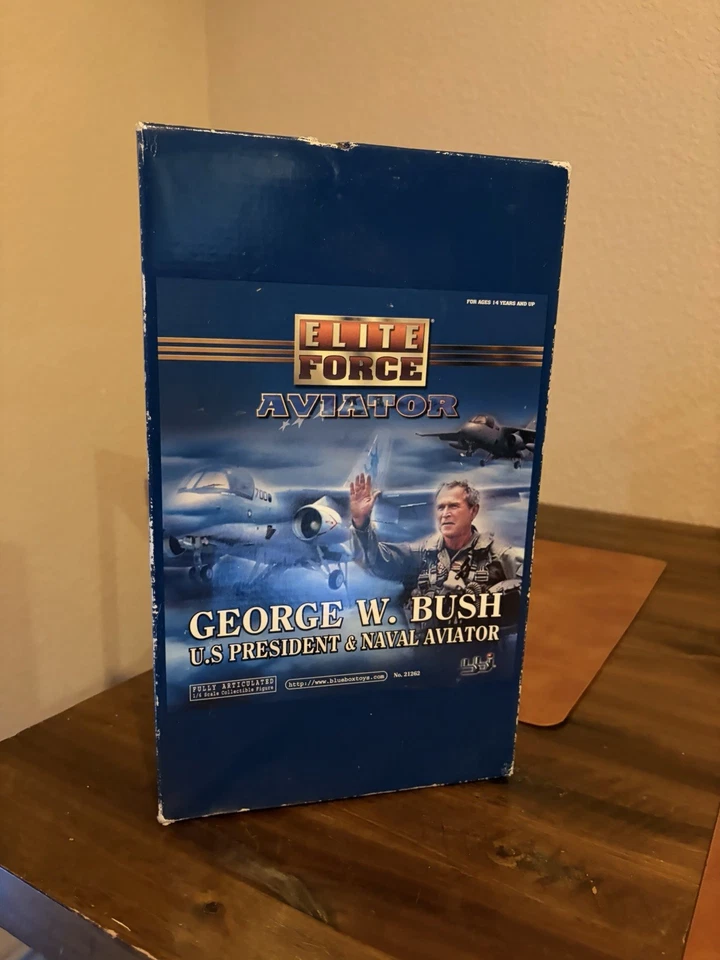 FOR AGES 14 YEARS AND UP
ELITE
FORCE
AVIATOR
700
GEORGE W. BUSH
U.S PRESIDENT & NAVAL AVIATOR
FULLY ARTICULATED
1/6 Scale Collectible Figure
http://www.blueboxtoys.com
No. 21262